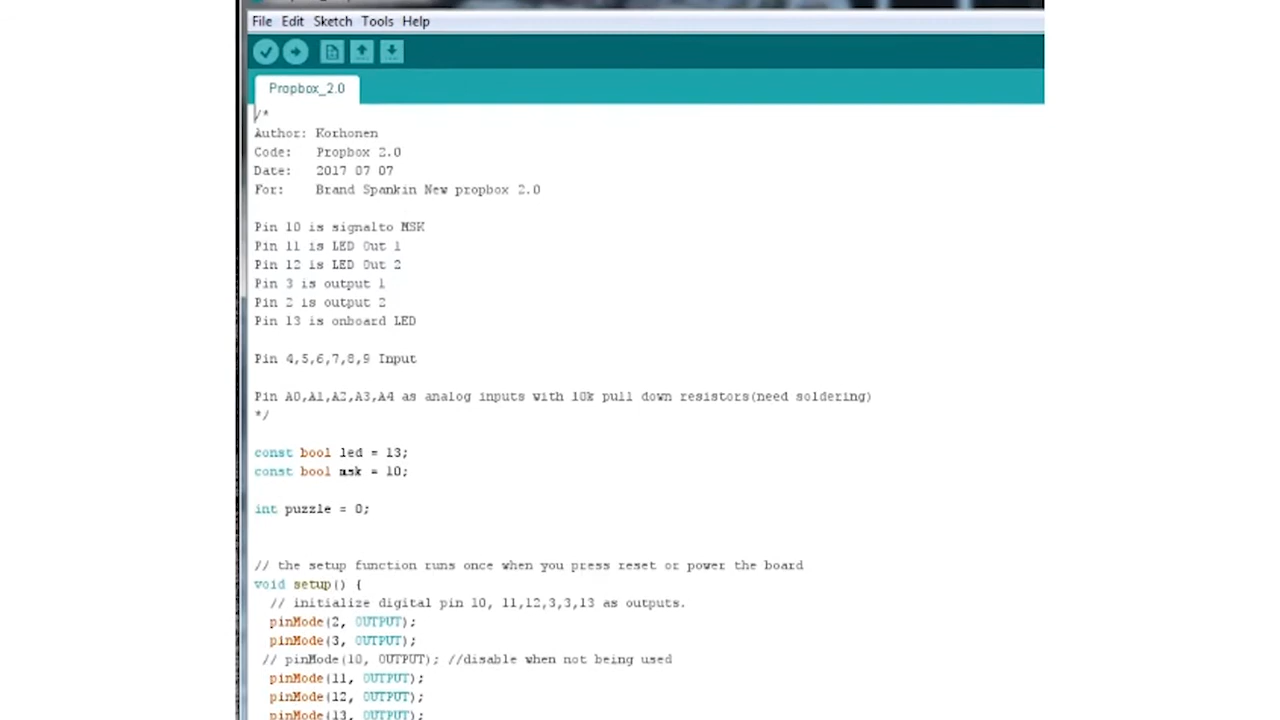 File Edit Sketch Tools Help
Propbox_2.0
/*
Author: Korhonen
Code: Propbox 2.0
Date: 2017 07 07
For: Brand Spankin New propbox 2.0
Pin 10 is signalto MSK
Pin 11 is LED Out 1
Pin 12 is LED Out 2
Pin 3 is output 1
Pin 2 is output 2
Pin 13 is onboard LED
Pin 4,5,6,7,8,9 Input
Pin A0,A1,A2,A3,A4 as analog inputs with 10k pull down resistors(need soldering)
*/
const bool led = 13;
const bool msk = 10;
int puzzle = 0;
// the setup function runs once when you press reset or power the board
void setup() {
// initialize digital pin 10, 11,12,3,3,13 as outputs.
pinMode(2, OUTPUT);
pinMode(3, OUTPUT);
// pinMode(10, OUTPUT); //disable when not being used
pinMode(11, OUTPUT);
pinMode(12, OUTPUT);
pinMode(13, OUTPUT);